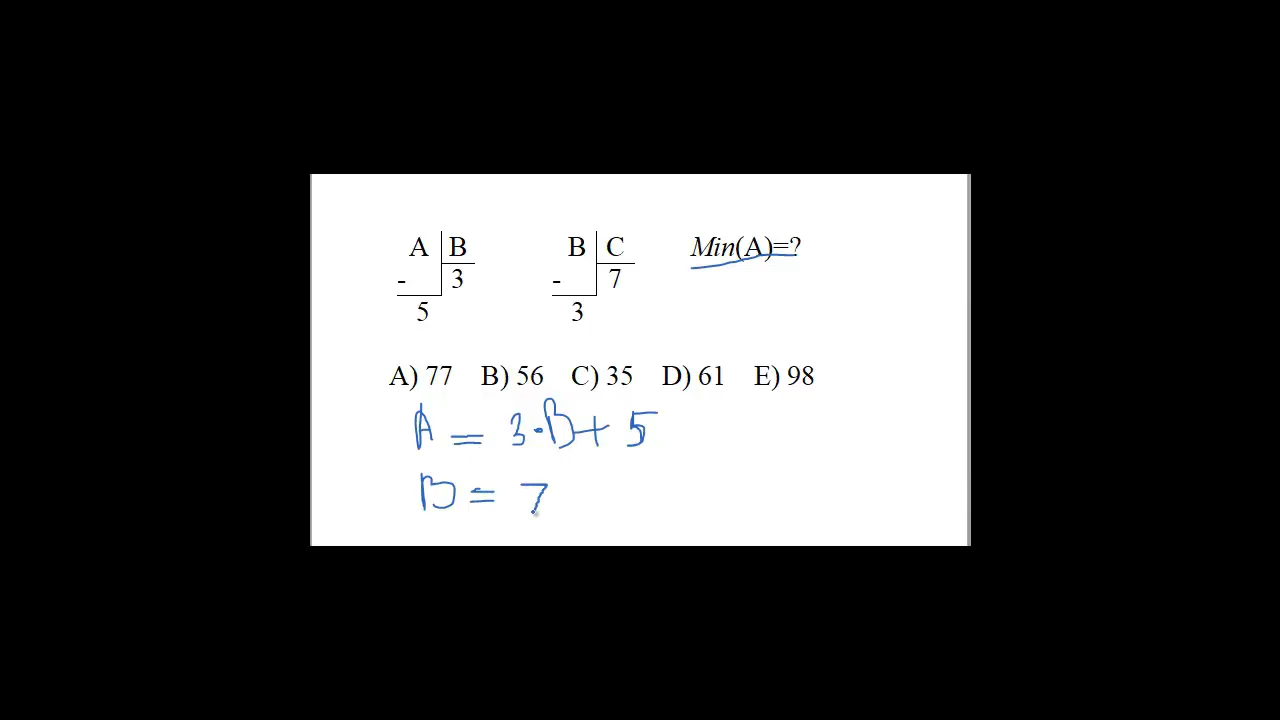 A B B C Min(A)=?
- 3 - 7
5 3
A) 77 B) 56 C) 35 D) 61 E) 98
A = 3·B+5
B = 7